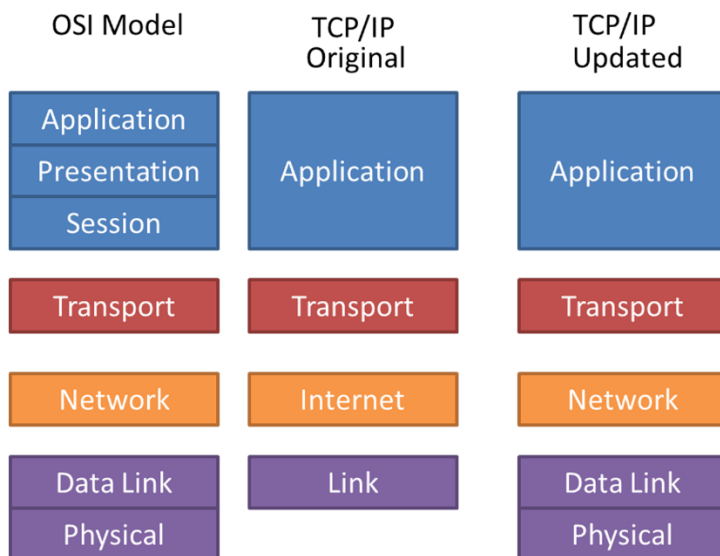 OSI Model
TCP/IP
Original
TCP/IP
Updated
Application
Presentation
Session
Application
Application
Transport
Transport
Transport
Network
Internet
Network
Data Link
Physical
Link
Data Link
Physical